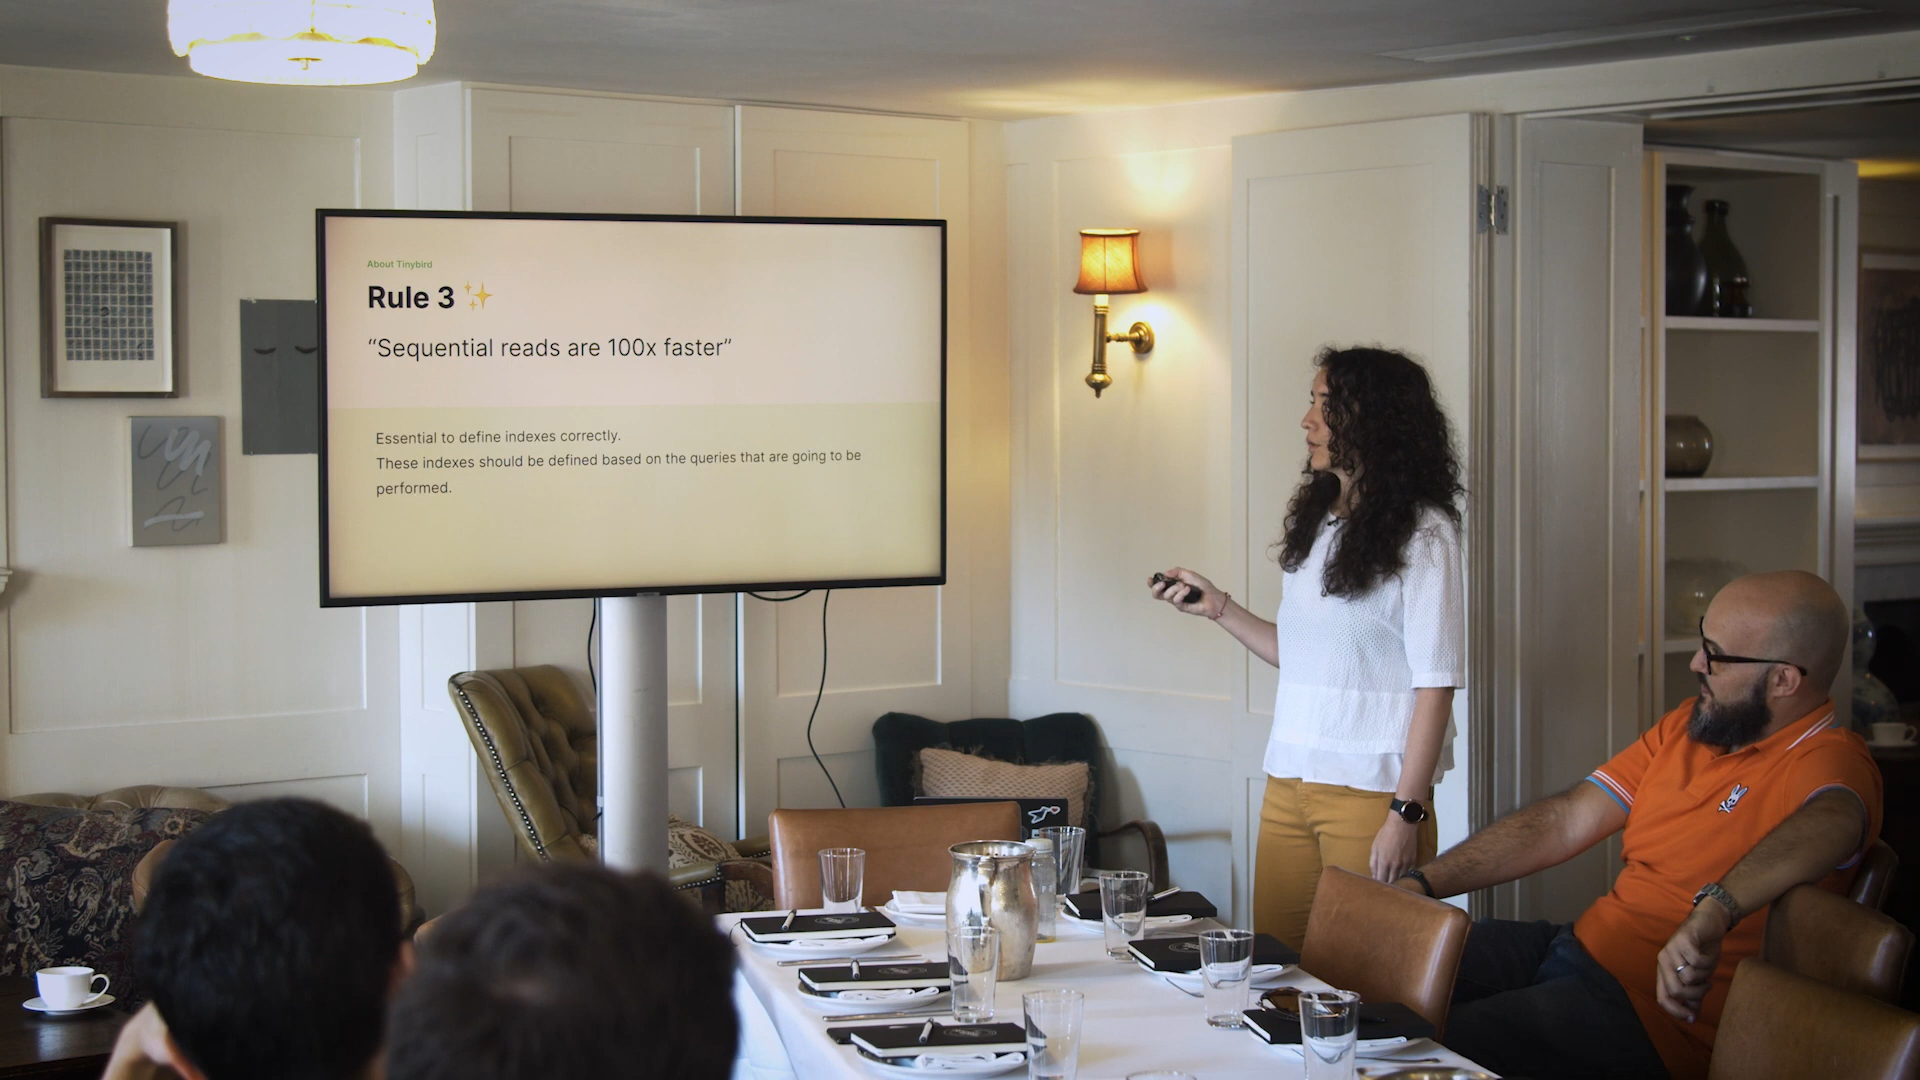 About Tinybird
Rule 3 ✨
“Sequential reads are 100x faster”
Essential to define indexes correctly.
These indexes should be defined based on the queries that are going to be
performed.